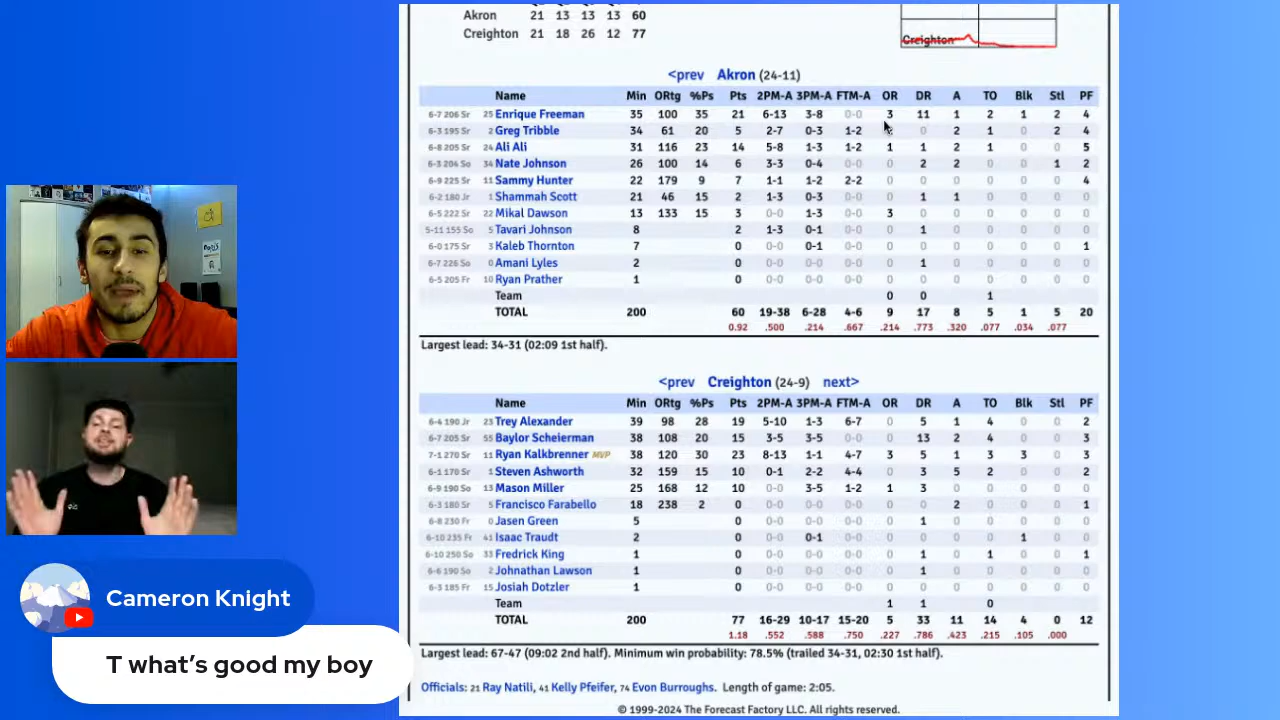 Akron 21 13 13 13 60
Creighton 21 18 26 12 77
Creighton
<prev Akron (24-11)
Name Min ORtg %Ps Pts 2PM-A 3PM-A FTM-A OR DR A TO Blk Stl PF
6-7 206 Sr 25 Enrique Freeman 35 100 35 21 6-13 3-8 0-0 3 11 1 2 1 2 4
6-3 195 Sr 2 Greg Tribble 34 61 20 5 2-7 0-3 1-2 0 2 1 0 2 4
6-8 205 Sr 24 Ali Ali 31 116 23 14 5-8 1-3 1-2 1 1 2 1 0 0 5
6-3 204 So 34 Nate Johnson 26 100 14 6 3-3 0-4 0-0 0 2 2 0 0 1 2
6-9 225 Sr 11 Sammy Hunter 22 179 9 7 1-1 1-2 2-2 0 0 0 0 0 0 4
6-2 180 Jr 1 Shammah Scott 21 46 15 2 1-3 0-3 0-0 0 1 1 0 0 0 0
6-5 222 Sr 22 Mikal Dawson 13 133 15 3 0-0 1-3 0-0 3 0 0 0 0 0 0
5-11 155 So 5 Tavari Johnson 8 2 1-3 0-1 0-0 0 1 0 0 0 0 0
6-0 175 Sr 3 Kaleb Thornton 7 0 0-0 0-1 0-0 0 0 0 0 0 0 1
6-7 226 So 0 Amani Lyles 2 0 0-0 0-0 0-0 0 1 0 0 0 0 0
6-5 205 Fr 10 Ryan Prather 1 0 0-0 0-0 0-0 0 0 0 0 0 0 0
Team 0 0 1
TOTAL 200 60 19-38 6-28 4-6 9 17 8 5 1 5 20
0.92 .500 .214 .667 .214 .773 .320 .077 .034 .077
Largest lead: 34-31 (02:09 1st half).
<prev Creighton (24-9) next>
Name Min ORtg %Ps Pts 2PM-A 3PM-A FTM-A OR DR A TO Blk Stl PF
6-4 190 Jr 23 Trey Alexander 39 98 28 19 5-10 1-3 6-7 0 5 1 4 0 0 2
6-7 205 Sr 55 Baylor Scheierman 38 108 20 15 3-5 3-5 0-0 0 13 2 4 0 0 3
7-1 270 Sr 11 Ryan Kalkbrenner MVP 38 120 30 23 8-13 1-1 4-7 3 5 1 3 3 0 3
6-1 170 Sr 1 Steven Ashworth 32 159 15 10 0-1 2-2 4-4 0 3 5 2 0 0 2
6-9 190 So 13 Mason Miller 25 168 12 10 0-0 3-5 1-2 1 3 0 0 0 0 0
6-3 180 Sr 5 Francisco Farabello 18 238 2 0 0-0 0-0 0-0 0 0 2 0 0 0 1
6-8 230 Fr 0 Jasen Green 5 0 0-0 0-0 0-0 0 1 0 0 0 0 0
6-10 235 Fr 41 Isaac Traudt 2 0 0-0 0-1 0-0 0 0 0 0 1 0 0
6-10 250 So 33 Fredrick King 1 0 0-0 0-0 0-0 0 1 0 1 0 0 1
6-6 190 So 2 Johnathan Lawson 1 0 0-0 0-0 0-0 0 1 0 0 0 0 0
6-3 185 Fr 15 Josiah Dotzler 1 0 0-0 0-0 0-0 0 0 0 0 0 0 0
Team 1 1 0
TOTAL 200 77 16-29 10-17 15-20 5 33 11 14 4 0 12
1.18 .552 .588 .750 .227 .786 .423 .215 .105 .000
Largest lead: 67-47 (09:02 2nd half). Minimum win probability: 78.5% (trailed 34-31, 02:30 1st half).
Officials: 21 Ray Natili, 41 Kelly Pfeifer, 74 Evon Burroughs. Length of game: 2:05.
© 1999-2024 The Forecast Factory LLC. All rights reserved.
Cameron Knight
T what's good my boy